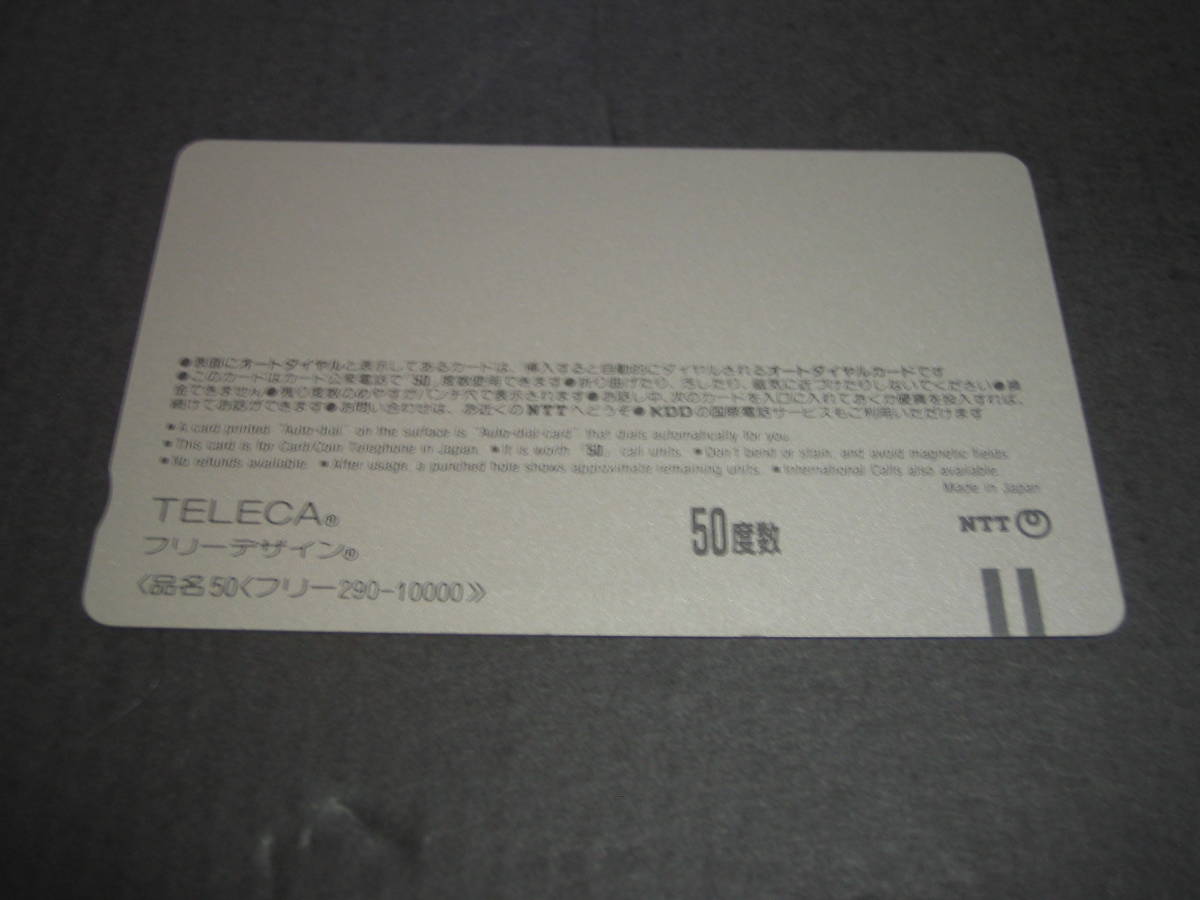 ●表面にオートダイヤルと表示してあるカードは、挿入すると自動的にダイヤルされるオートダイヤルカードです
●このカードはカード公衆電話で「50」度数使用できます●折り曲げたり、汚したり、磁気に近づけたりしないでください●換
金できません●残り度数のめやすがパンチ穴で表示されます●お話し中、次のカードを入口に入れておくか硬貨を投入すれば、
続けてお話ができます●お問い合わせは、お近くのNTTへどうぞ●KDDの国際電話サービスもご利用いただけます
●A card printed "Auto-dial" on the surface is "Auto-dial-card" that dials automatically for you.
●This card is for Card/Coin Telephone in Japan. ●It is worth「50」call units. ●Don't bend or stain, and avoid magnetic fields.
●No refunds available. ●After usage, a punched hole shows approximate remaining units. ●International Calls also available.
Made in Japan
TELECA®
フリーデザイン®
50度数
NTT
《品名50〈フリー290-10000》